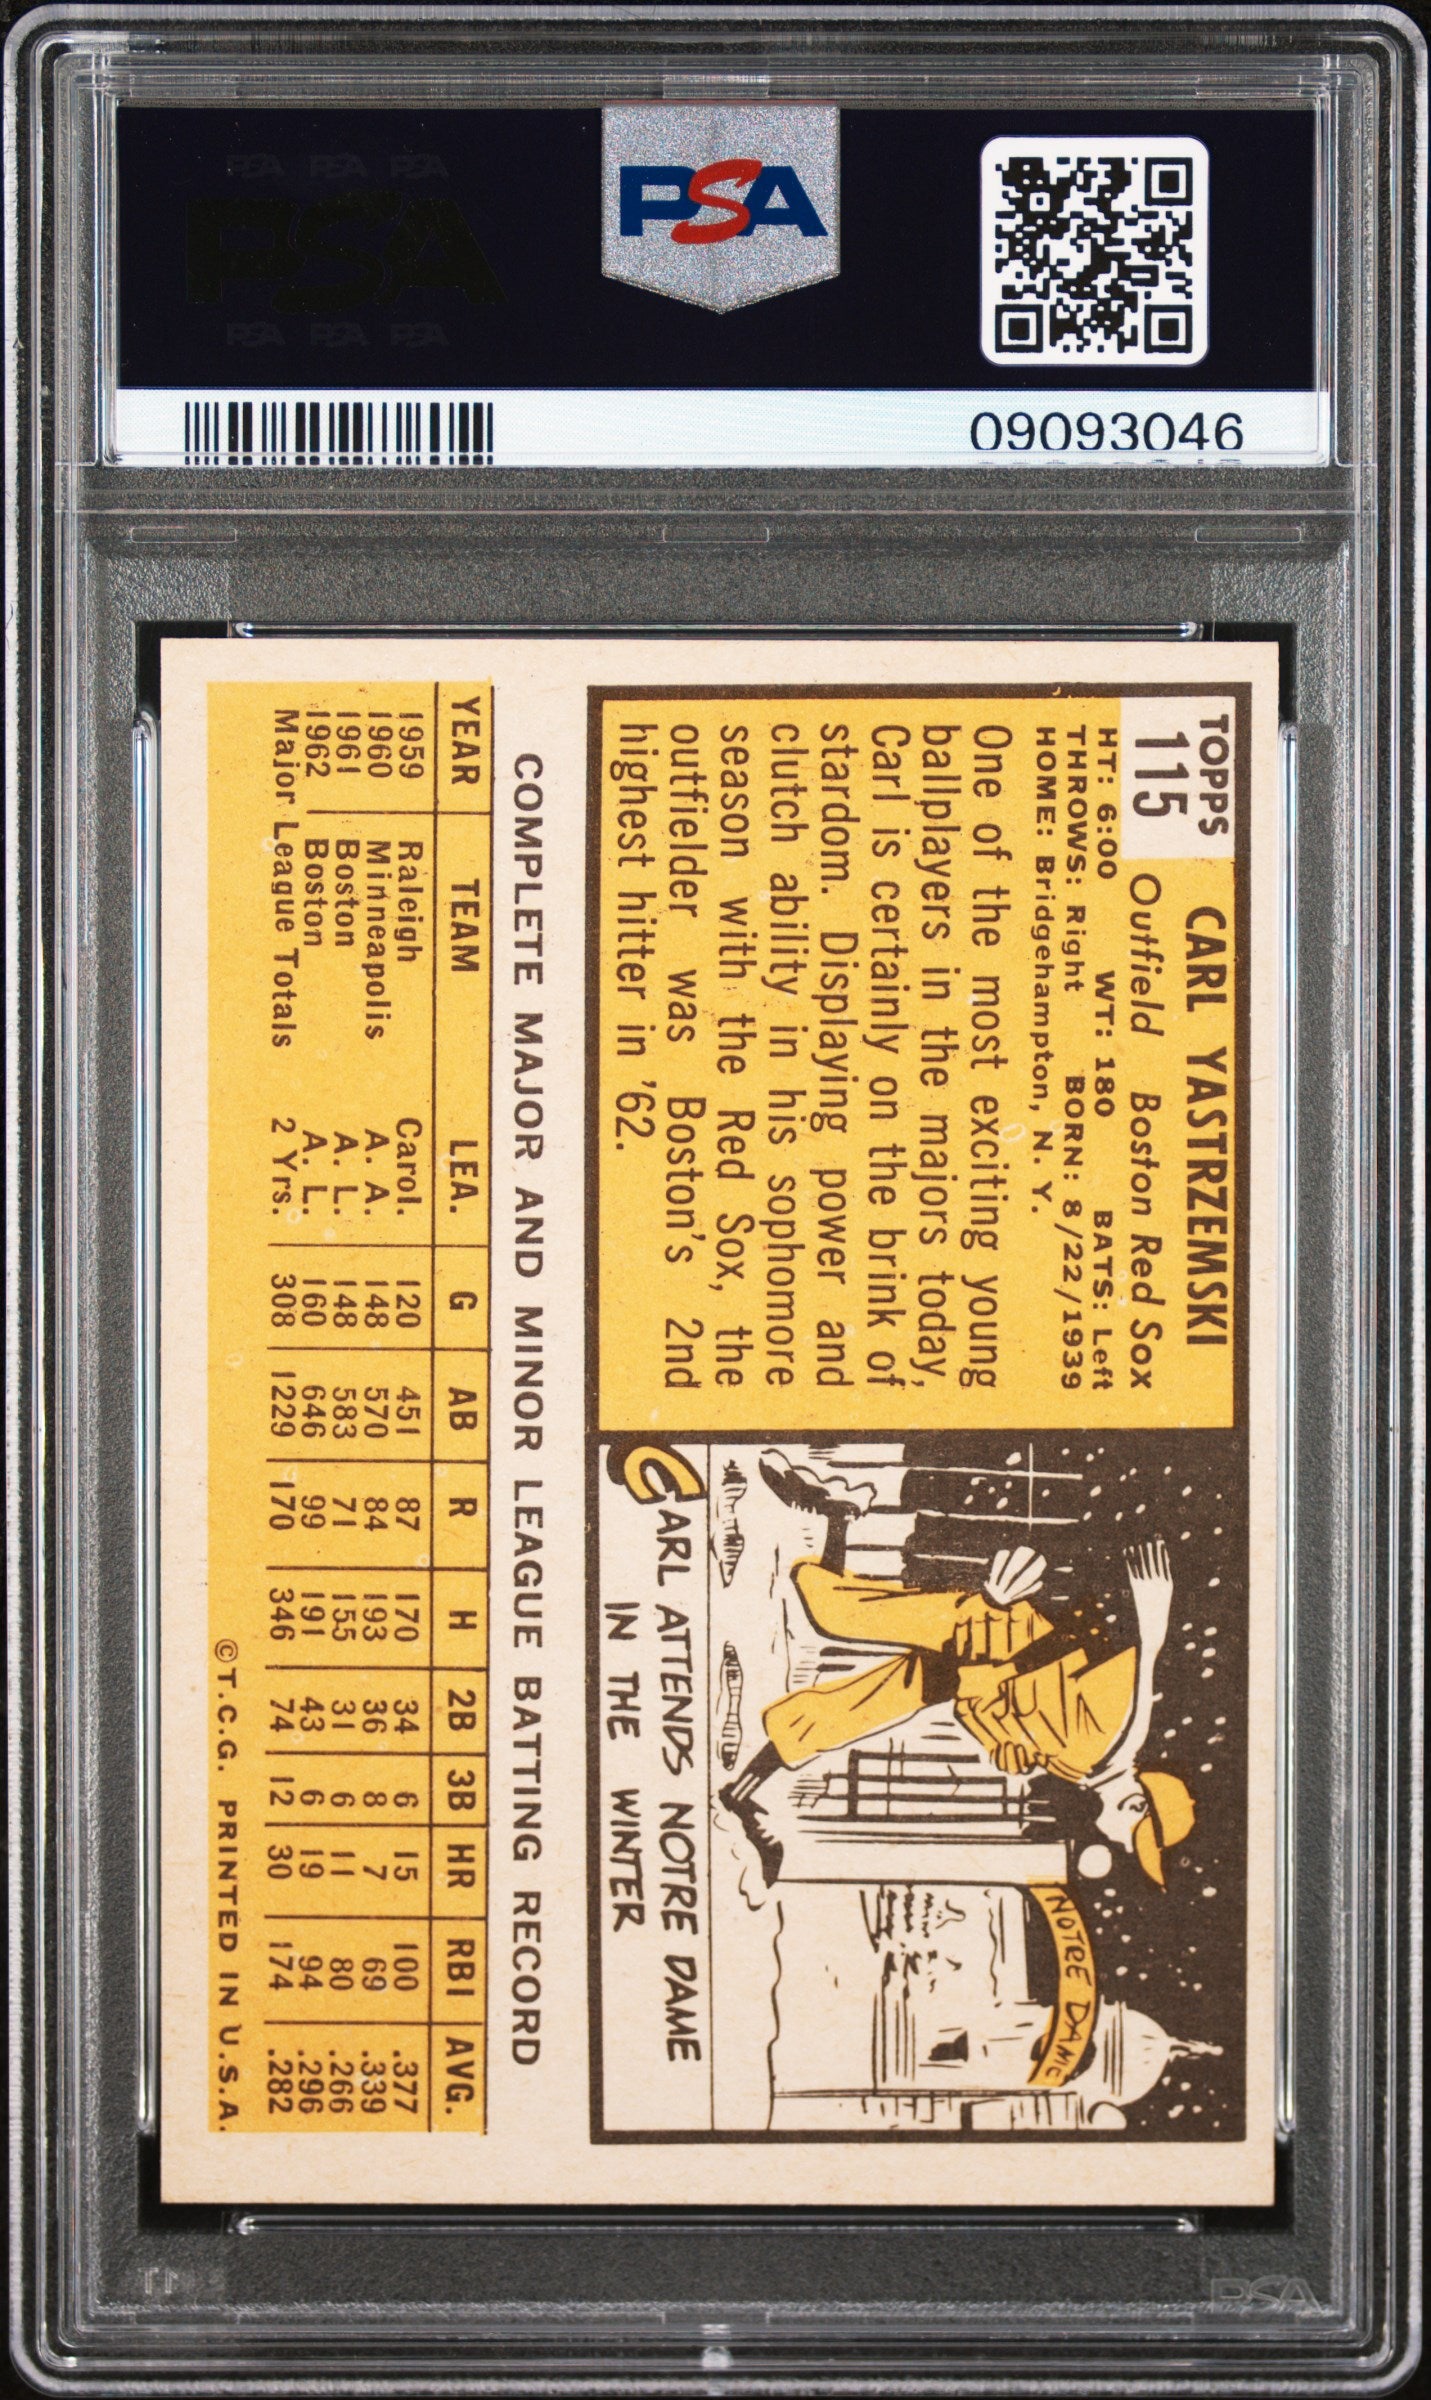 PSA PSA PSA
PSA
PSA PSA PSA
PSA
09093046
TOPPS
115
CARL YASTRZEMSKI
Outfield Boston Red Sox
HT: 6:00 WT: 180 BATS: Left
THROWS: Right BORN: 8/22/1939
HOME: Bridgehampton, N. Y.
One of the most exciting young
ballplayers in the majors today,
Carl is certainly on the brink of
stardom. Displaying power and
clutch ability in his sophomore
season with the Red Sox, the
outfielder was Boston's 2nd
highest hitter in '62.
NOTRE DAME
CARL ATTENDS NOTRE DAME
IN THE WINTER
COMPLETE MAJOR AND MINOR LEAGUE BATTING RECORD
YEAR TEAM LEA. G AB R H 2B 3B HR RBI AVG.
1959 Raleigh Carol. 120 451 87 170 34 6 15 100 .377
1960 Minneapolis A. A. 148 570 84 193 36 8 7 69 .339
1961 Boston A. L. 148 583 71 155 31 6 11 80 .266
1962 Boston A. L. 160 646 99 191 43 6 19 94 .296
Major League Totals 2 Yrs. 308 1229 170 346 74 12 30 174 .282
©T.C.G. PRINTED IN U.S.A.
PSA